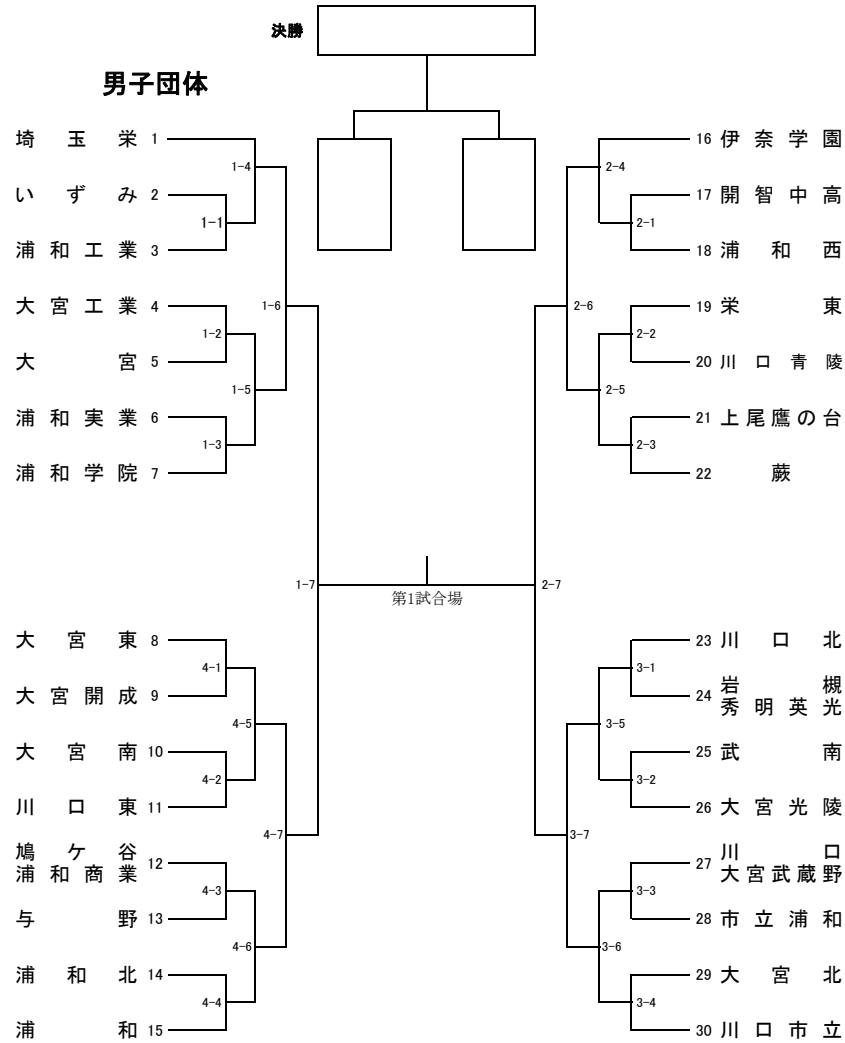 決勝
男子団体
埼玉栄 1
1-4
いずみ 2
1-1
浦和工業 3
1-6
大宮工業 4
1-2
大宮 5
1-5
浦和実業 6
1-3
浦和学院 7
16 伊奈学園
2-4
17 開智中高
2-1
18 浦和西
2-6
19 栄東
2-2
20 川口青陵
2-5
21 上尾鷹の台
2-3
22 蕨
1-7
2-7
第1試合場
大宮東 8
4-1
大宮開成 9
4-5
大宮南 10
4-2
川口東 11
4-7
鳩ケ谷
浦和商業 12
4-3
与野 13
4-6
浦和北 14
4-4
浦和 15
23 川口北
3-1
24 岩槻
秀明英光
3-5
25 武南
3-2
26 大宮光陵
3-7
27 川口
大宮武蔵野
3-3
28 市立浦和
3-6
29 大宮北
3-4
30 川口市立